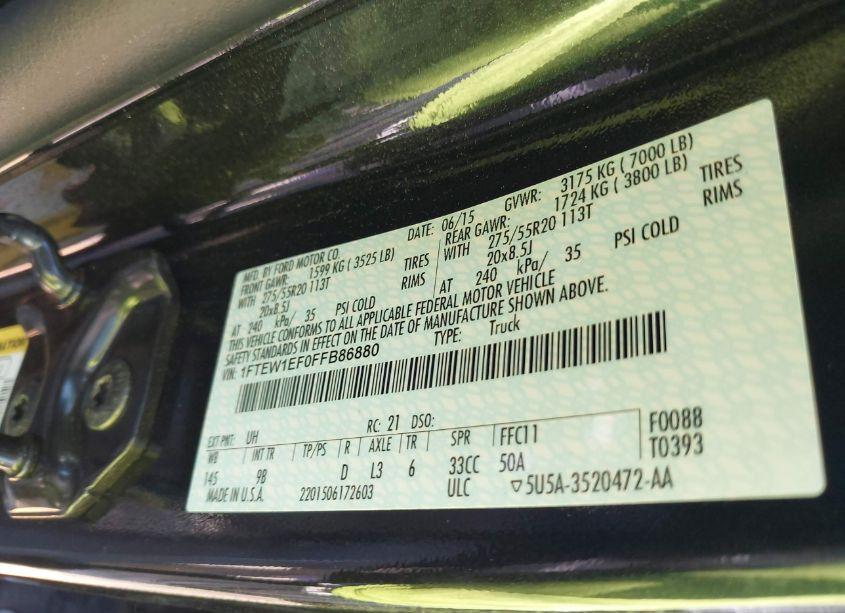 MFD. BY FORD MOTOR CO.
DATE: 06/15
GVWR: 3175 KG ( 7000 LB)
FRONT GAWR: 1599 KG ( 3525 LB)
REAR GAWR: 1724 KG ( 3800 LB)
WITH 275/55R20 113T TIRES
WITH 275/55R20 113T TIRES
20x8.5J RIMS
20x8.5J RIMS
AT 240 kPa/ 35 PSI COLD
AT 240 kPa/ 35 PSI COLD
THIS VEHICLE CONFORMS TO ALL APPLICABLE FEDERAL MOTOR VEHICLE
SAFETY STANDARDS IN EFFECT ON THE DATE OF MANUFACTURE SHOWN ABOVE.
VIN: 1FTEW1EF0FFB86880
TYPE: Truck
EXT PNT: UH RC: 21 DSO:
WB INT TR TP/PS R AXLE TR SPR FFC11 F0088
145 9B D L3 6 33CC 50A T0393
MADE IN U.S.A. 2201506172603 ULC ▽5U5A-3520472-AA